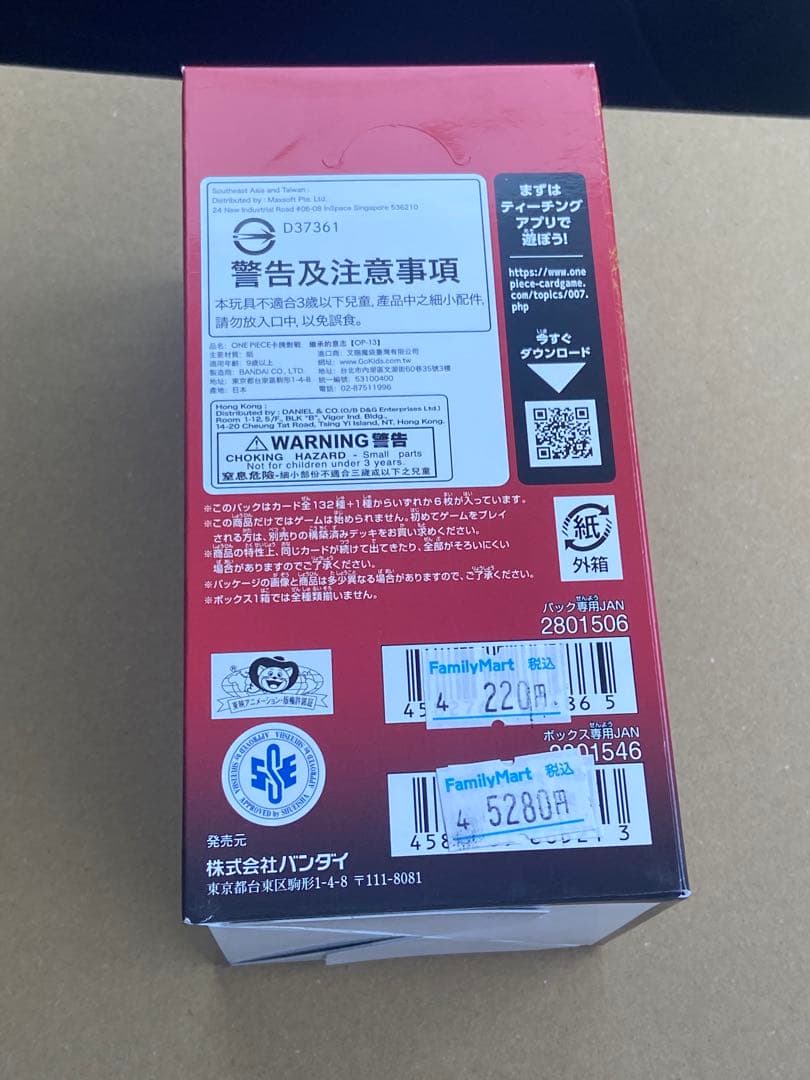 Southeast Asia and Taiwan :
Distributed by : Maxsoft Pte. Ltd.
24 New Industrial Road #06-08 InSpace Singapore 536210
D37361
警告及注意事項
本玩具不適合3歲以下兒童,產品中之細小配件,
請勿放入口中,以免誤食。
品名: ONE PIECE卡牌對戰 繼承的意志【OP-13】
主要材質: 紙
適用年齡: 9歲以上
製造商: BANDAI CO., LTD.
地址: 東京都台東區駒形1-4-8
產地: 日本
進口商:
網址: www.GoKids.com.tw
地址: 台北市內湖區文湖街60巷35號3樓
統一編號: 53100400
電話: 02-87511996
Hong Kong :
Distributed by : DANIEL & CO.(O/B D&G Enterprises Ltd.)
Room 1-12, 5/F., BLK "B", Vigor Ind. Bldg.,
14-20 Cheung Tat Road, Tsing Yi Island, NT, Hong Kong.
WARNING 警告
CHOKING HAZARD - Small parts
Not for children under 3 years.
窒息危險-細小部份不適合三歲或以下之兒童
まずは
ティーチング
アプリで
遊ぼう!
https://www.one
piece-cardgame.
com/topics/007.
php
今すぐ
ダウンロード
※このパックはカード全132種+1種からいずれか6枚が入っています。
※この商品だけではゲームは始められません。初めてゲームをプレイ
される方は、別売りの構築済みデッキをお買い求めください。
※商品の特性上、同じカードが続けて出てきたり、全部がそろいにくい
場合がありますのでご了承ください。
※パッケージの画像と商品は多少異なる場合がありますので、ご了承ください。
※ボックス1箱では全種類揃いません。
紙
外箱
パック専用JAN
2801506
FamilyMart 税込
4 220円
45
865
ボックス専用JAN
2801546
FamilyMart 税込
4 5280円
458
3
東映アニメーション・版権許諾証
APPROVED by SHUEISHA
発売元
株式会社バンダイ
東京都台東区駒形1-4-8 〒111-8081